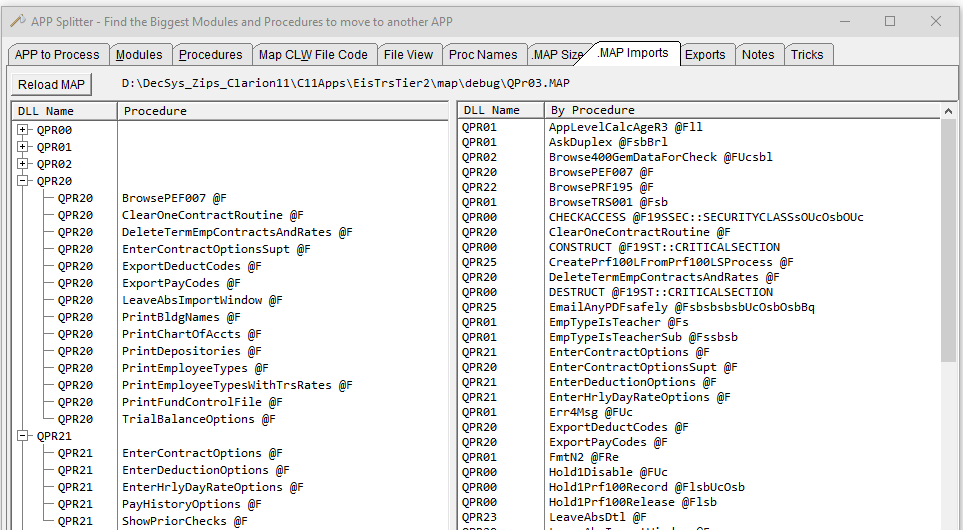 APP Splitter - Find the Biggest Modules and Procedures to move to another APP
APP to Process Modules Procedures Map CLW File Code File View Proc Names .MAP Size .MAP Imports Exports Notes Tricks
Reload MAP D:\DecSys_Zips_Clarion11\C11Apps\EisTrsTier2\map\debug\QPr03.MAP
DLL Name Procedure
QPR00
QPR01
QPR02
QPR20
QPR20 BrowsePEF007 @F
QPR20 ClearOneContractRoutine @F
QPR20 DeleteTermEmpContractsAndRates @F
QPR20 EnterContractOptionsSupt @F
QPR20 ExportDeductCodes @F
QPR20 ExportPayCodes @F
QPR20 LeaveAbsImportWindow @F
QPR20 PrintBldgNames @F
QPR20 PrintChartOfAccts @F
QPR20 PrintDepositories @F
QPR20 PrintEmployeeTypes @F
QPR20 PrintEmployeeTypesWithTrsRates @F
QPR20 PrintFundControlFile @F
QPR20 TrialBalanceOptions @F
QPR21
QPR21 EnterContractOptions @F
QPR21 EnterDeductionOptions @F
QPR21 EnterHrlyDayRateOptions @F
QPR21 PayHistoryOptions @F
QPR21 ShowPriorChecks @F
DLL Name By Procedure
QPR01 AppLevelCalcAgeR3 @Fll
QPR01 AskDuplex @FsbBrl
QPR02 Browse400GemDataForCheck @FUcsbl
QPR20 BrowsePEF007 @F
QPR22 BrowsePRF195 @F
QPR01 BrowseTRS001 @Fsb
QPR00 CHECKACCESS @F19SSEC::SECURITYCLASSsOUcOsbOUc
QPR20 ClearOneContractRoutine @F
QPR00 CONSTRUCT @F19ST::CRITICALSECTION
QPR25 CreatePrf100LFromPrf100LSProcess @F
QPR20 DeleteTermEmpContractsAndRates @F
QPR00 DESTRUCT @F19ST::CRITICALSECTION
QPR25 EmailAnyPDFsafely @FsbsbsbsbUcOsbOsbBq
QPR01 EmpTypeIsTeacher @Fs
QPR01 EmpTypeIsTeacherSub @Fssbsb
QPR21 EnterContractOptions @F
QPR20 EnterContractOptionsSupt @F
QPR21 EnterDeductionOptions @F
QPR21 EnterHrlyDayRateOptions @F
QPR01 Err4Msg @FUc
QPR20 ExportDeductCodes @F
QPR20 ExportPayCodes @F
QPR01 FmtN2 @FRe
QPR00 Hold1Disable @FUc
QPR00 Hold1Prf100Record @FlsbUcOsb
QPR00 Hold1Prf100Release @Flsb
QPR23 LeaveAbsDtl @F